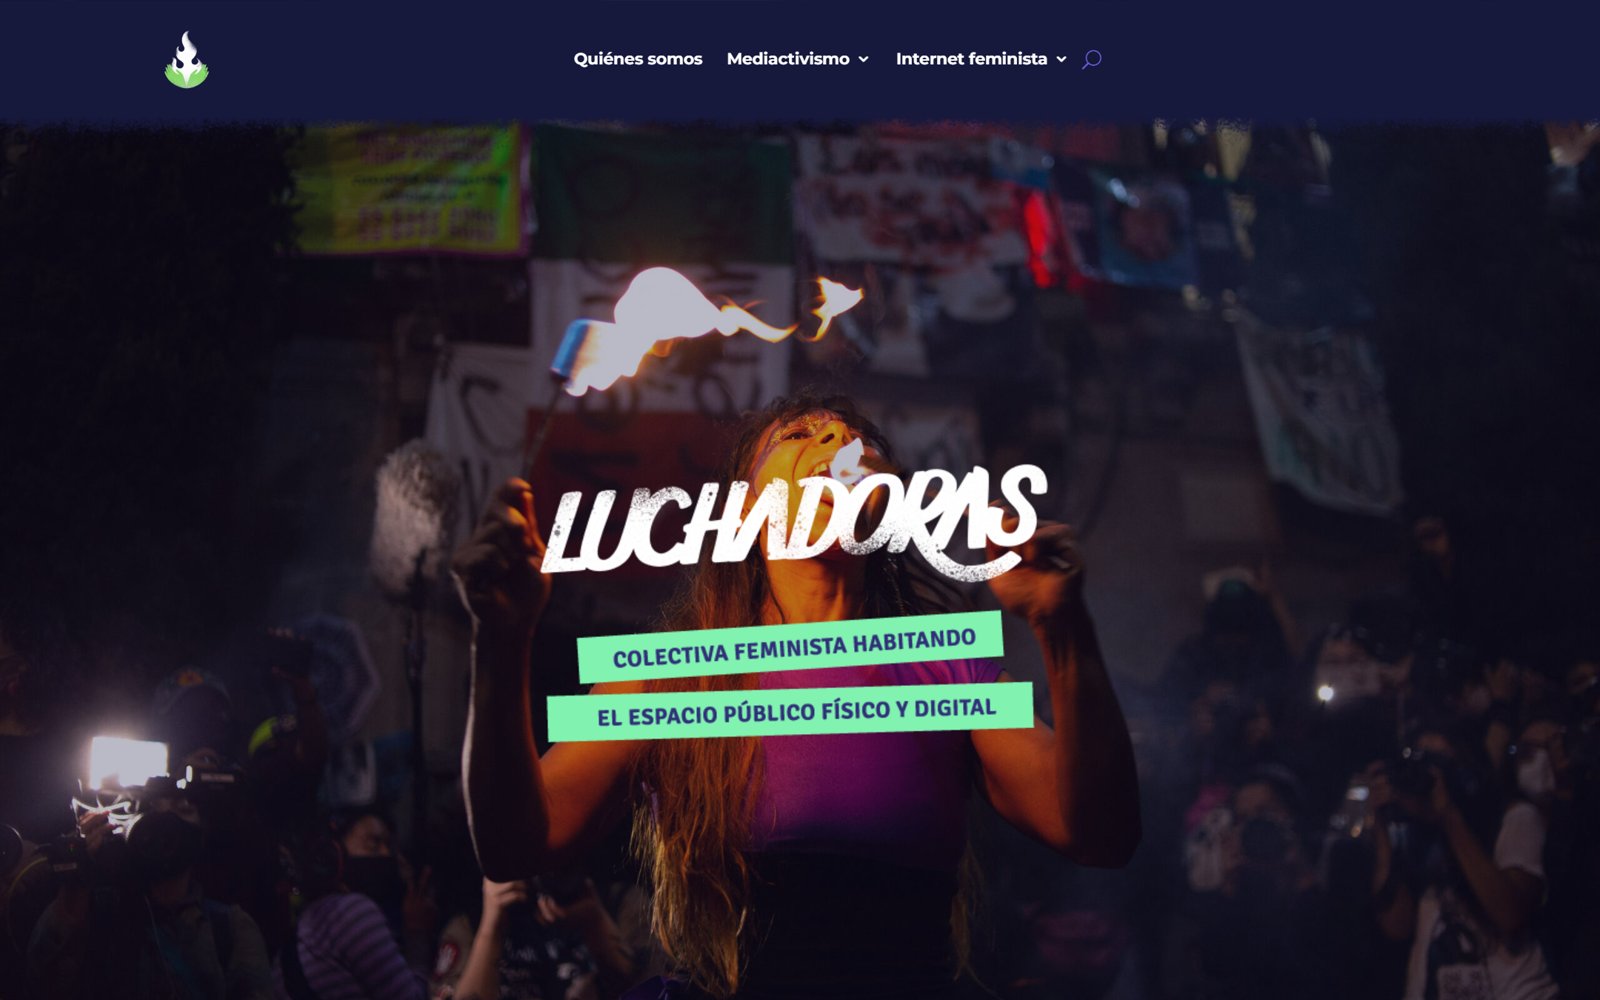 Quiénes somos
Mediactivismo
Internet feminista
LUCHADORAS
COLECTIVA FEMINISTA HABITANDO
EL ESPACIO PÚBLICO FÍSICO Y DIGITAL